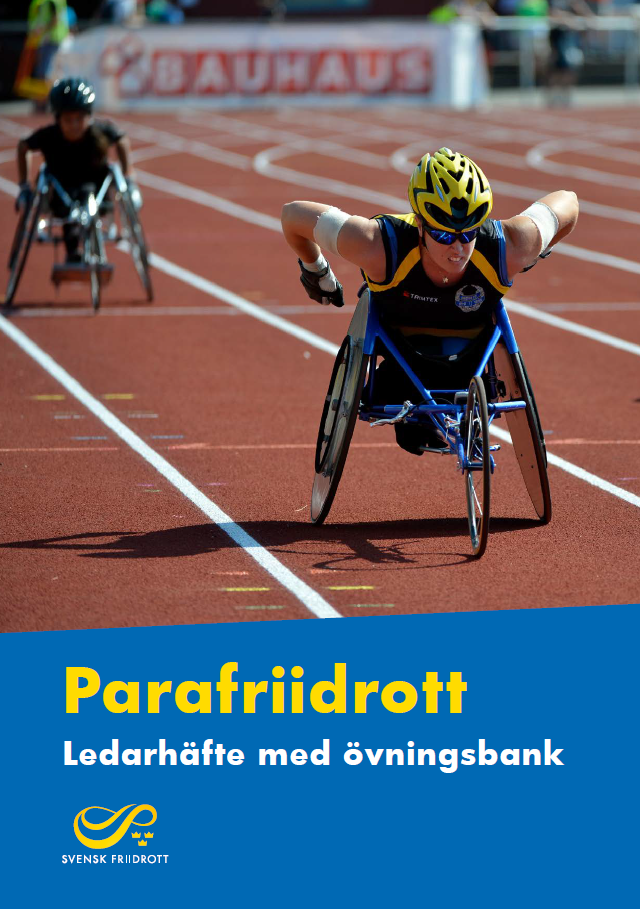 BAUHAUS
TRIMTEX
Parafriidrott
Ledarhäfte med övningsbank
SVENSK FRIIDROTT